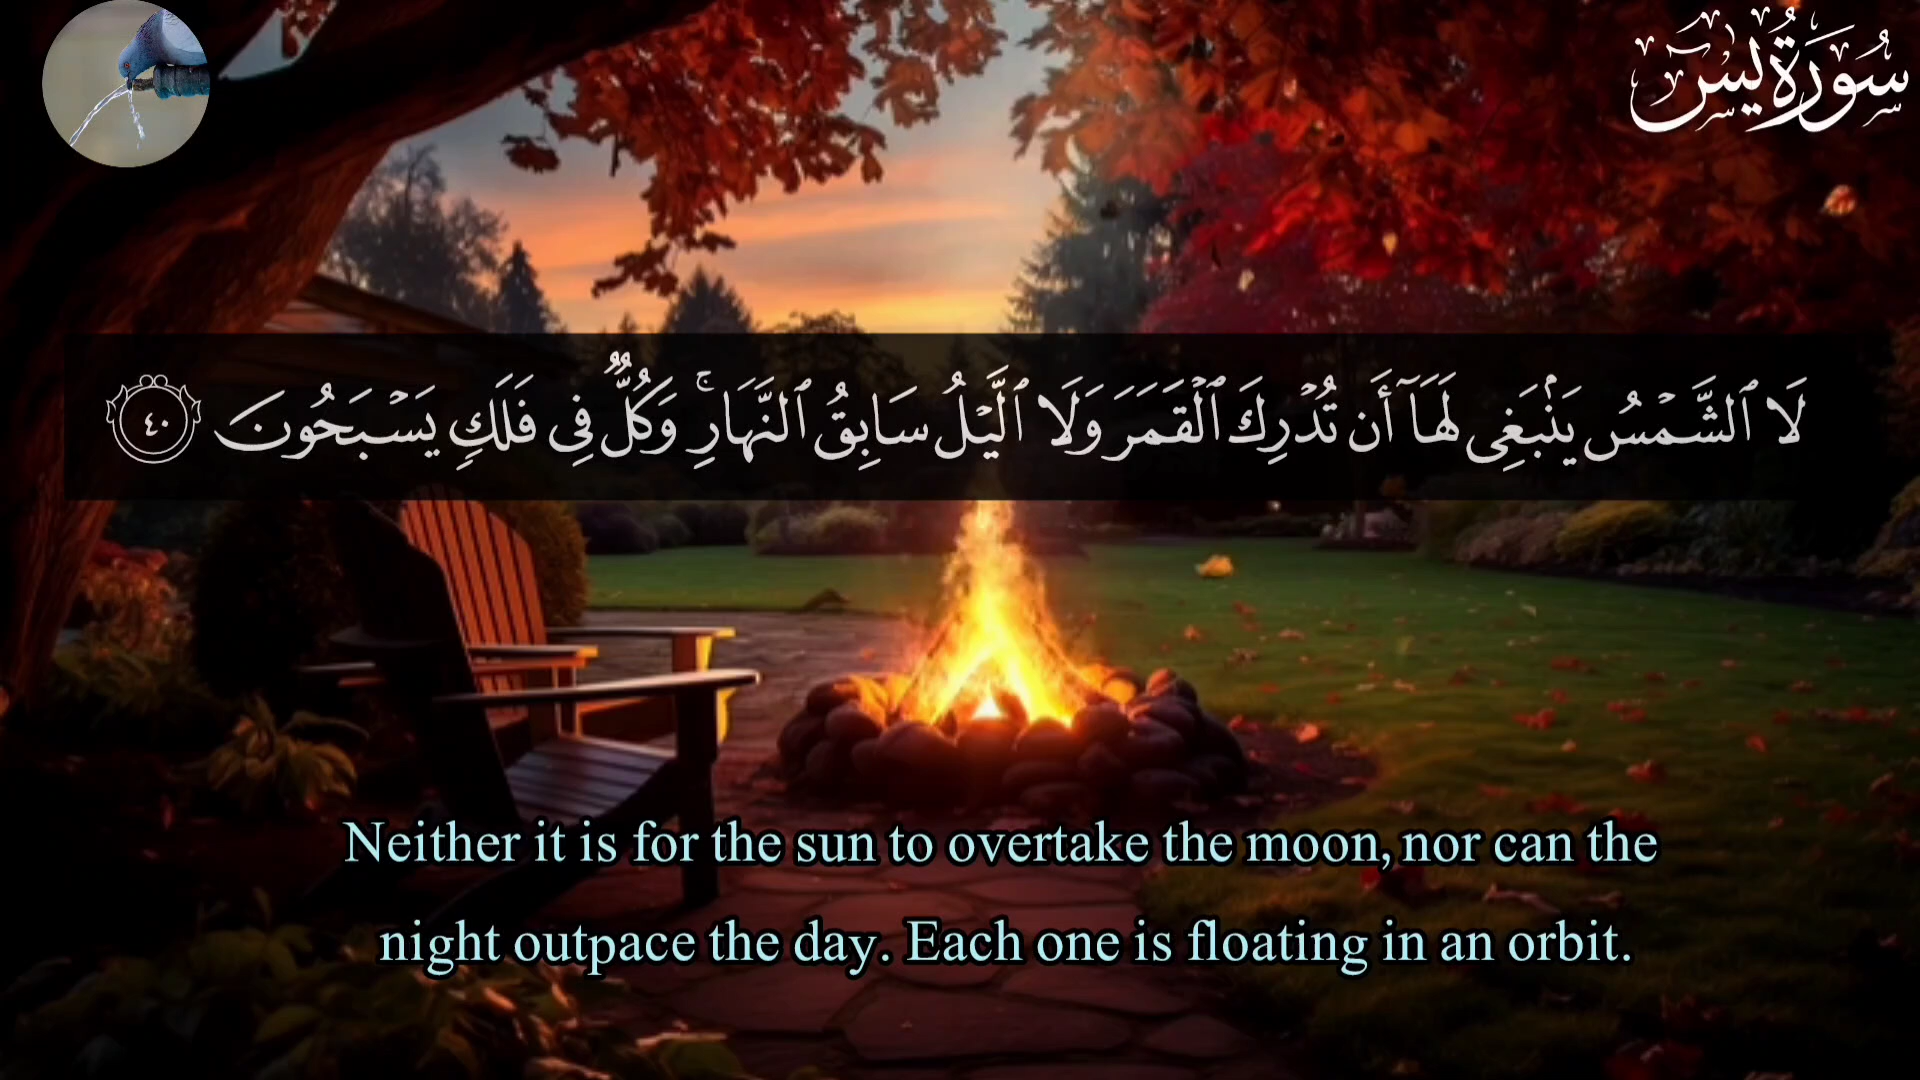 سُورَةُ يسٓ
لَا ٱلشَّمْسُ يَنۢبَغِى لَهَآ أَن تُدْرِكَ ٱلْقَمَرَ وَلَا ٱلَّيْلُ سَابِقُ ٱلنَّهَارِ ۚ وَكُلٌّ فِى فَلَكٍ يَسْبَحُونَ ٤٠
Neither it is for the sun to overtake the moon, nor can the
night outpace the day. Each one is floating in an orbit.